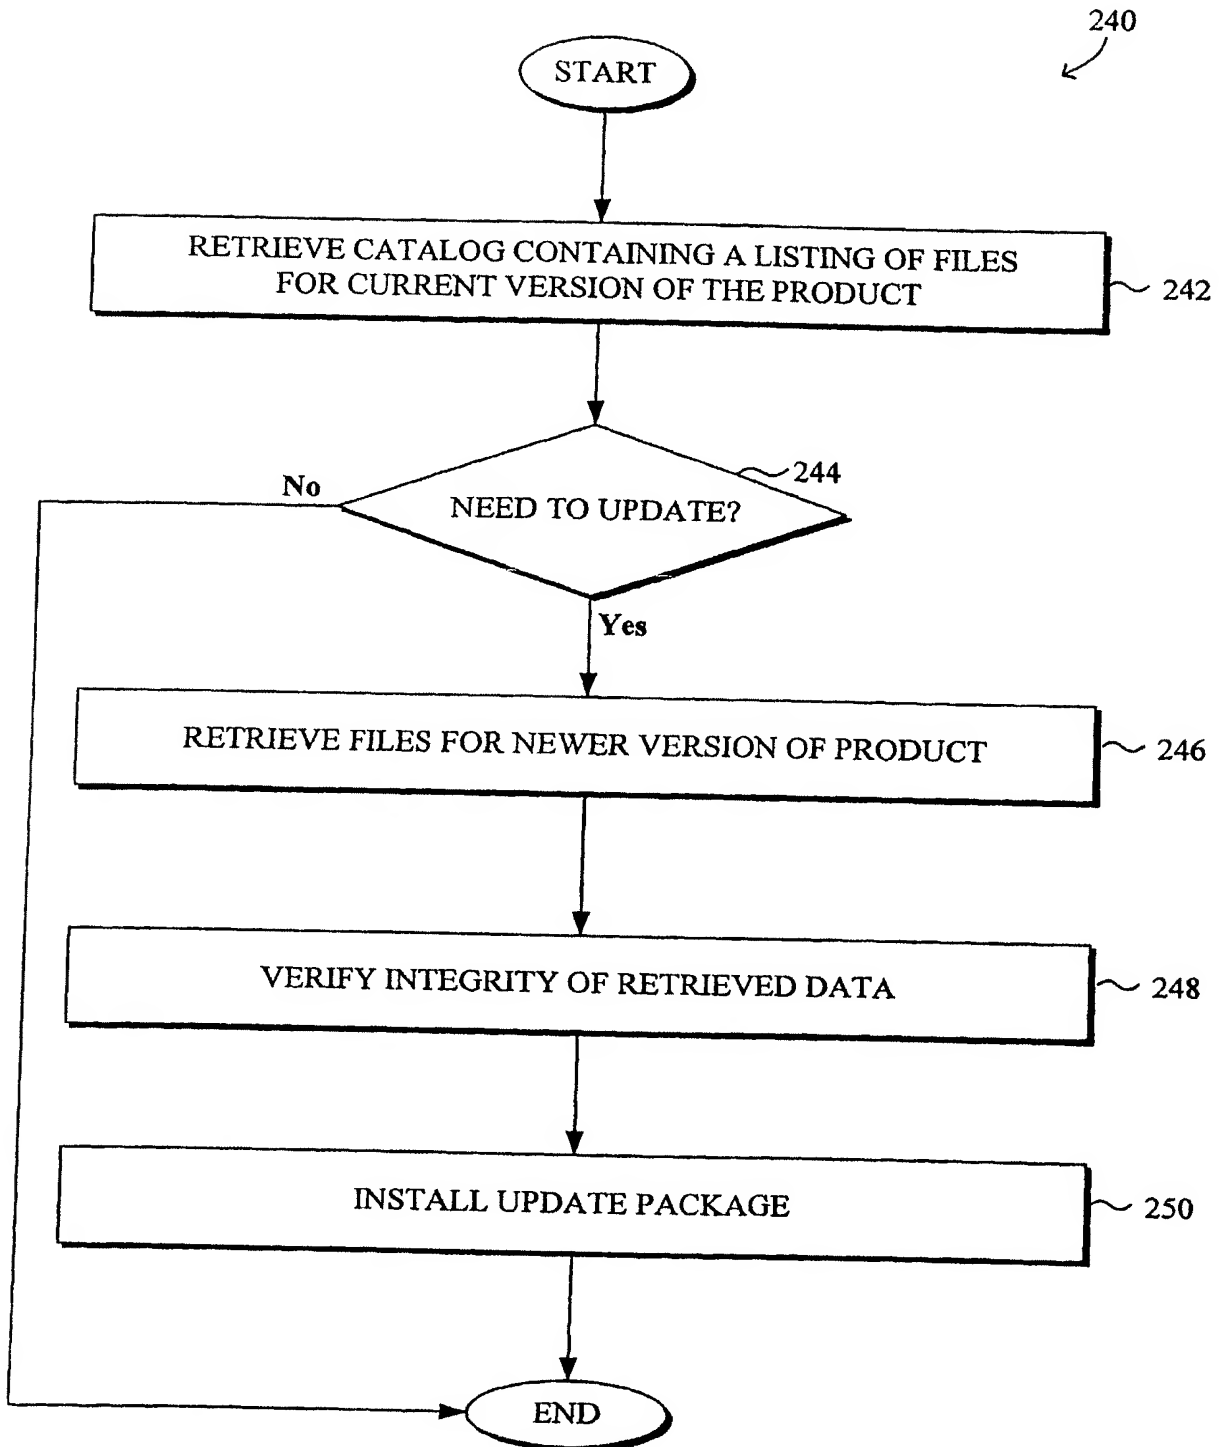 240
START
RETRIEVE CATALOG CONTAINING A LISTING OF FILES
FOR CURRENT VERSION OF THE PRODUCT
242
244
No
NEED TO UPDATE?
Yes
RETRIEVE FILES FOR NEWER VERSION OF PRODUCT
246
VERIFY INTEGRITY OF RETRIEVED DATA
248
INSTALL UPDATE PACKAGE
250
END